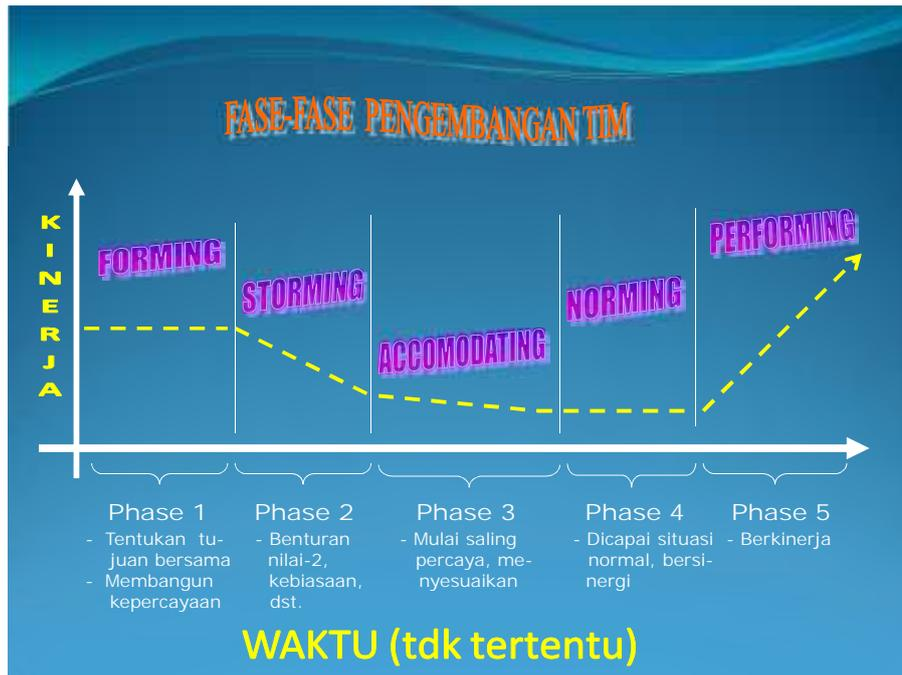 FASE-FASE PENGEMBANGAN TIM
KINERJA
FORMING
STORMING
ACCOMODATING
NORMING
PERFORMING
Phase 1
- Tentukan tu-
juan bersama
- Membangun
kepercayaan
Phase 2
- Benturan
nilai-2,
kebiasaan,
dst.
Phase 3
- Mulai saling
percaya, me-
nyesuaikan
Phase 4
- Dicapai situasi
normal, bersi-
nergi
Phase 5
- Berkinerja
WAKTU (tdk tertentu)